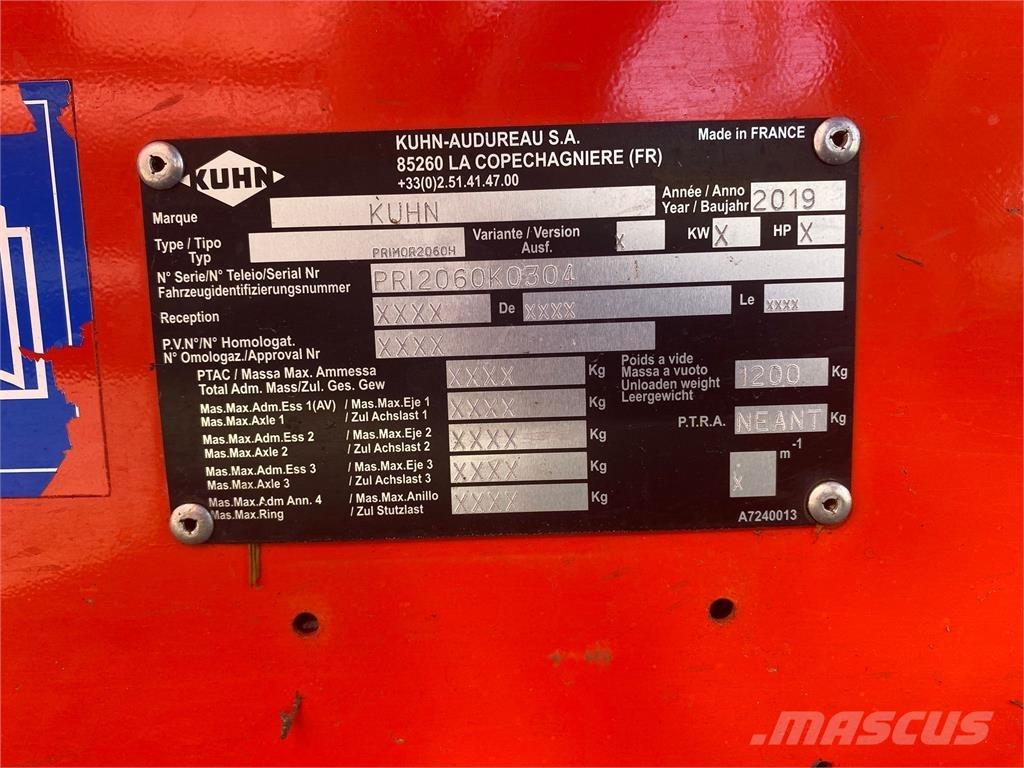 KUHN
KUHN-AUDUREAU S.A.
85260 LA COPECHAGNIERE (FR)
+33(0)2.51.41.47.00
Made in FRANCE
Marque KUHN
Année / Anno
Year / Baujahr 2019
Type / Tipo
Typ PRIMOR2060H
Variante / Version
Ausf. X
KW X HP X
N° Serie/N° Teleio/Serial Nr
Fahrzeugidentifizierungsnummer PRI2060K0304
Reception XXXX De XXXX Le XXXX
P.V.N°/N° Homologat.
N° Omologaz./Approval Nr XXXX
PTAC / Massa Max. Ammessa
Total Adm. Mass/Zul. Ges. Gew XXXX Kg
Mas.Max.Adm.Ess 1(AV) / Mas.Max.Eje 1
Mas.Max.Axle 1 / Zul Achslast 1 XXXX Kg
Mas.Max.Adm.Ess 2 / Mas.Max.Eje 2
Mas.Max.Axle 2 / Zul Achslast 2 XXXX Kg
Mas.Max.Adm.Ess 3 / Mas.Max.Eje 3
Mas.Max.Axle 3 / Zul Achslast 3 XXXX Kg
Mas.Max.Adm Ann. 4 / Mas.Max.Anillo
Mas.Max.Ring / Zul Stutzlast XXXX Kg
Poids a vide
Massa a vuoto
Unloaden weight
Leergewicht 1200 Kg
P.T.R.A. NEANT Kg
X m-1
A7240013
MASCUS